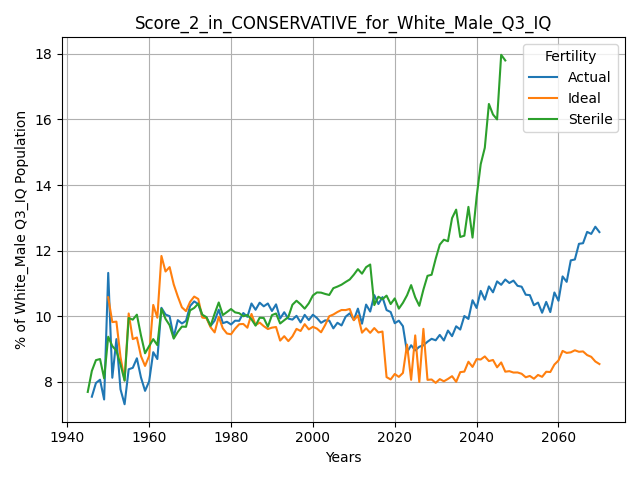 Score_2_in_CONSERVATIVE_for_White_Male_Q3_IQ
% of White_Male Q3_IQ Population
18
16
14
12
10
8
Fertility
Actual
Ideal
Sterile
1940 1960 1980 2000 2020 2040 2060
Years